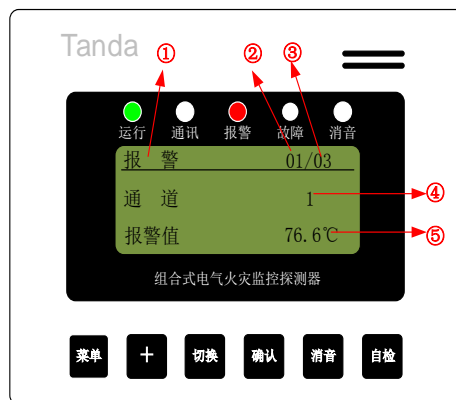 Tanda
① ② ③
运行 通讯 报警 故障 消音
报 警 01/03
通 道 1 ④
报警值 76.6℃ ⑤
组合式电气火灾监控探测器
菜单 + 切换 确认 消音 自检